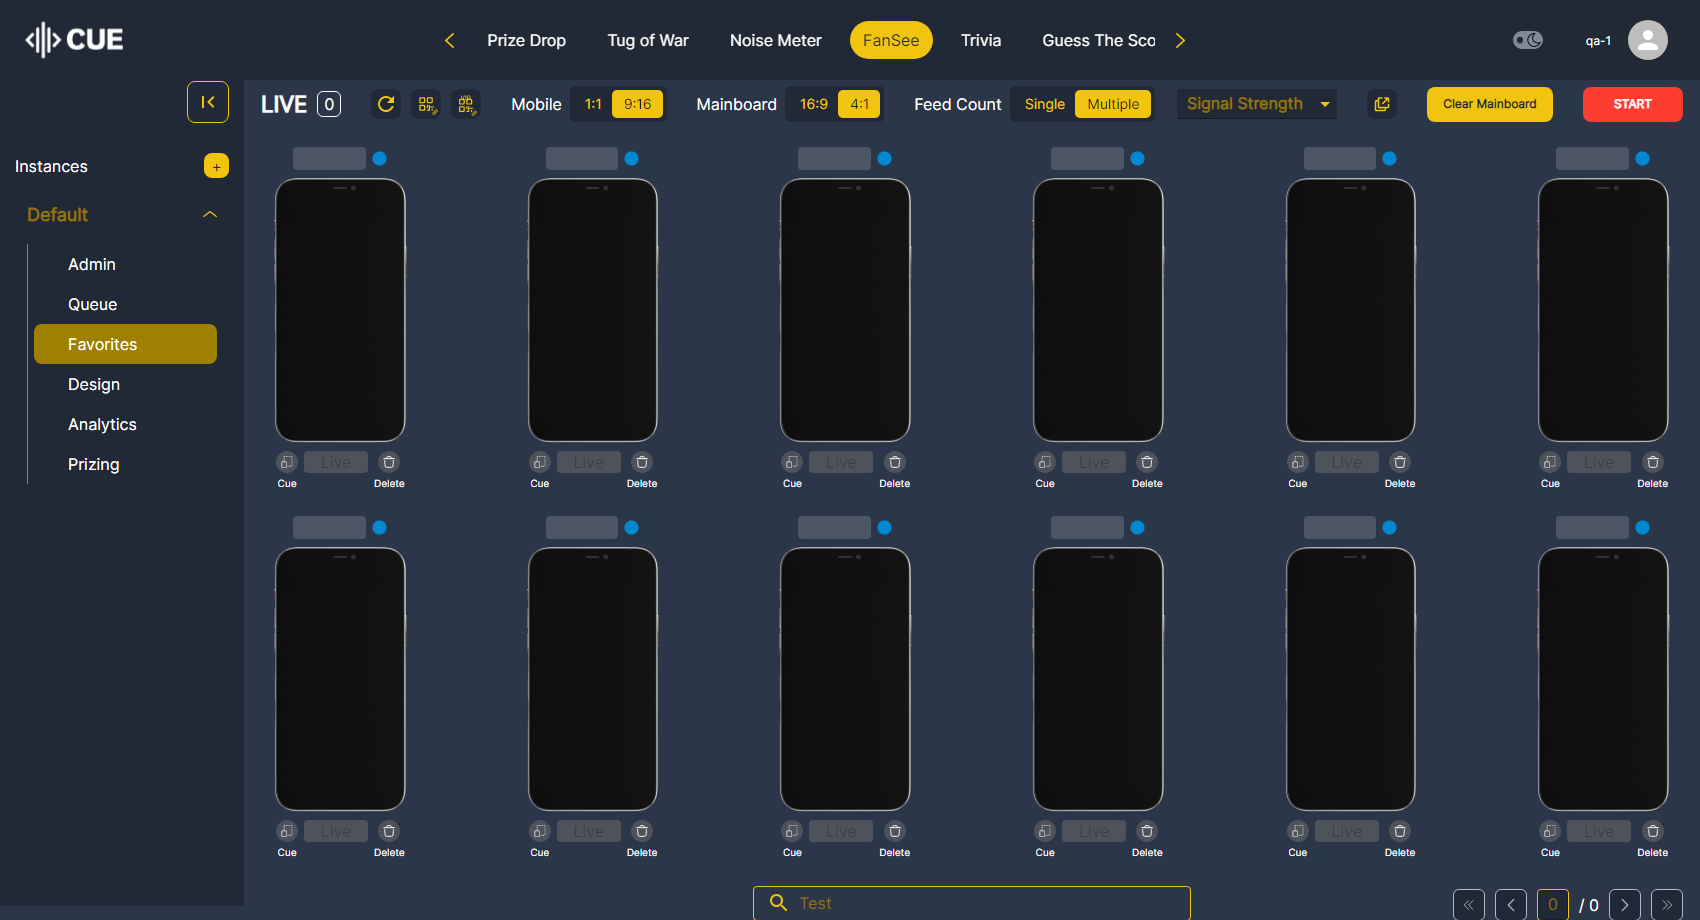 CUE
Prize Drop
Tug of War
Noise Meter
FanSee
Trivia
Guess The Sco
qa-1
LIVE 0
Mobile 1:1 9:16
Mainboard 16:9 4:1
Feed Count Single Multiple
Signal Strength
Clear Mainboard
START
Instances +
Default
Admin
Queue
Favorites
Design
Analytics
Prizing
Live Live Live Live Live Live
Cue Delete Cue Delete Cue Delete Cue Delete Cue Delete Cue Delete
Live Live Live Live Live Live
Cue Delete Cue Delete Cue Delete Cue Delete Cue Delete Cue Delete
Test
0 / 0